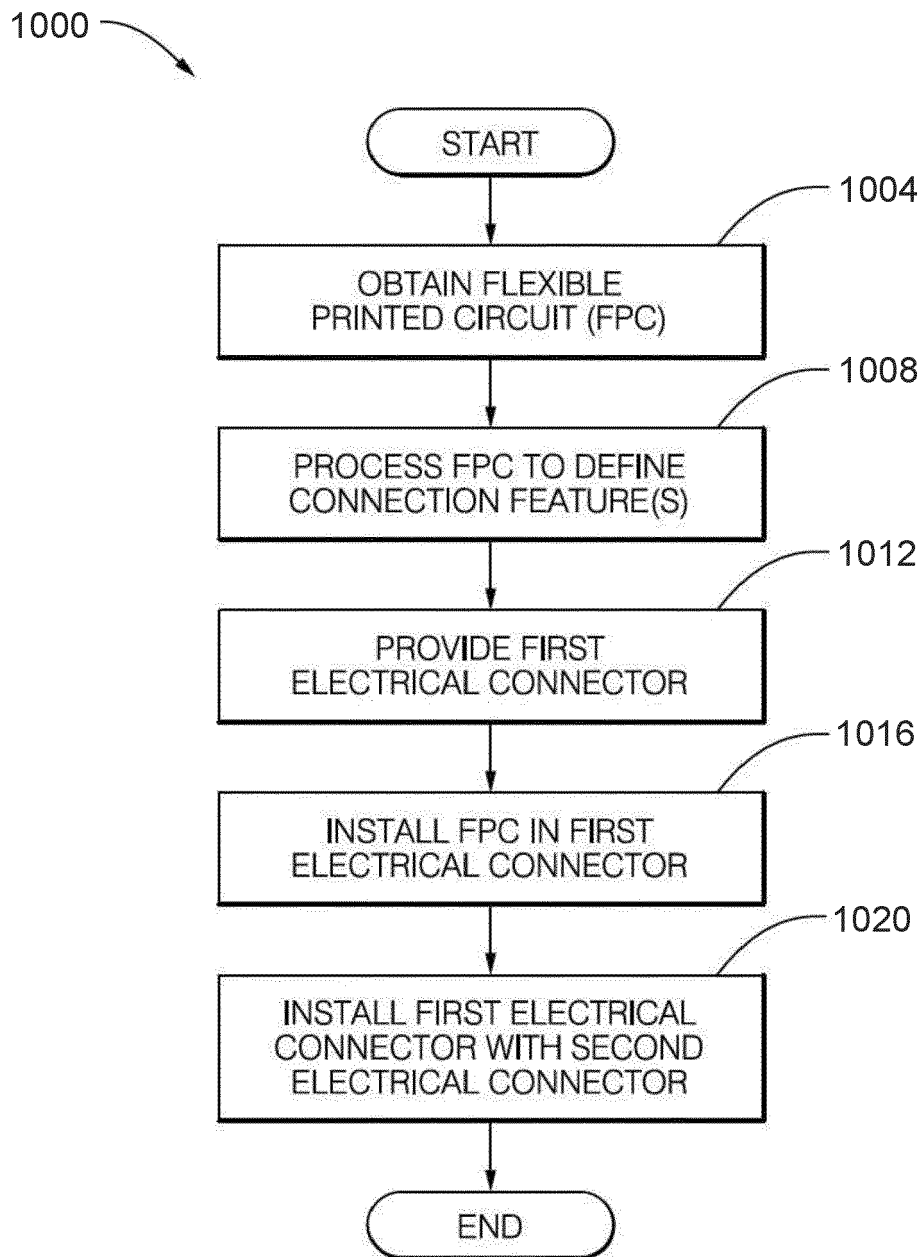 1000
START
1004
OBTAIN FLEXIBLE
PRINTED CIRCUIT (FPC)
1008
PROCESS FPC TO DEFINE
CONNECTION FEATURE(S)
1012
PROVIDE FIRST
ELECTRICAL CONNECTOR
1016
INSTALL FPC IN FIRST
ELECTRICAL CONNECTOR
1020
INSTALL FIRST ELECTRICAL
CONNECTOR WITH SECOND
ELECTRICAL CONNECTOR
END